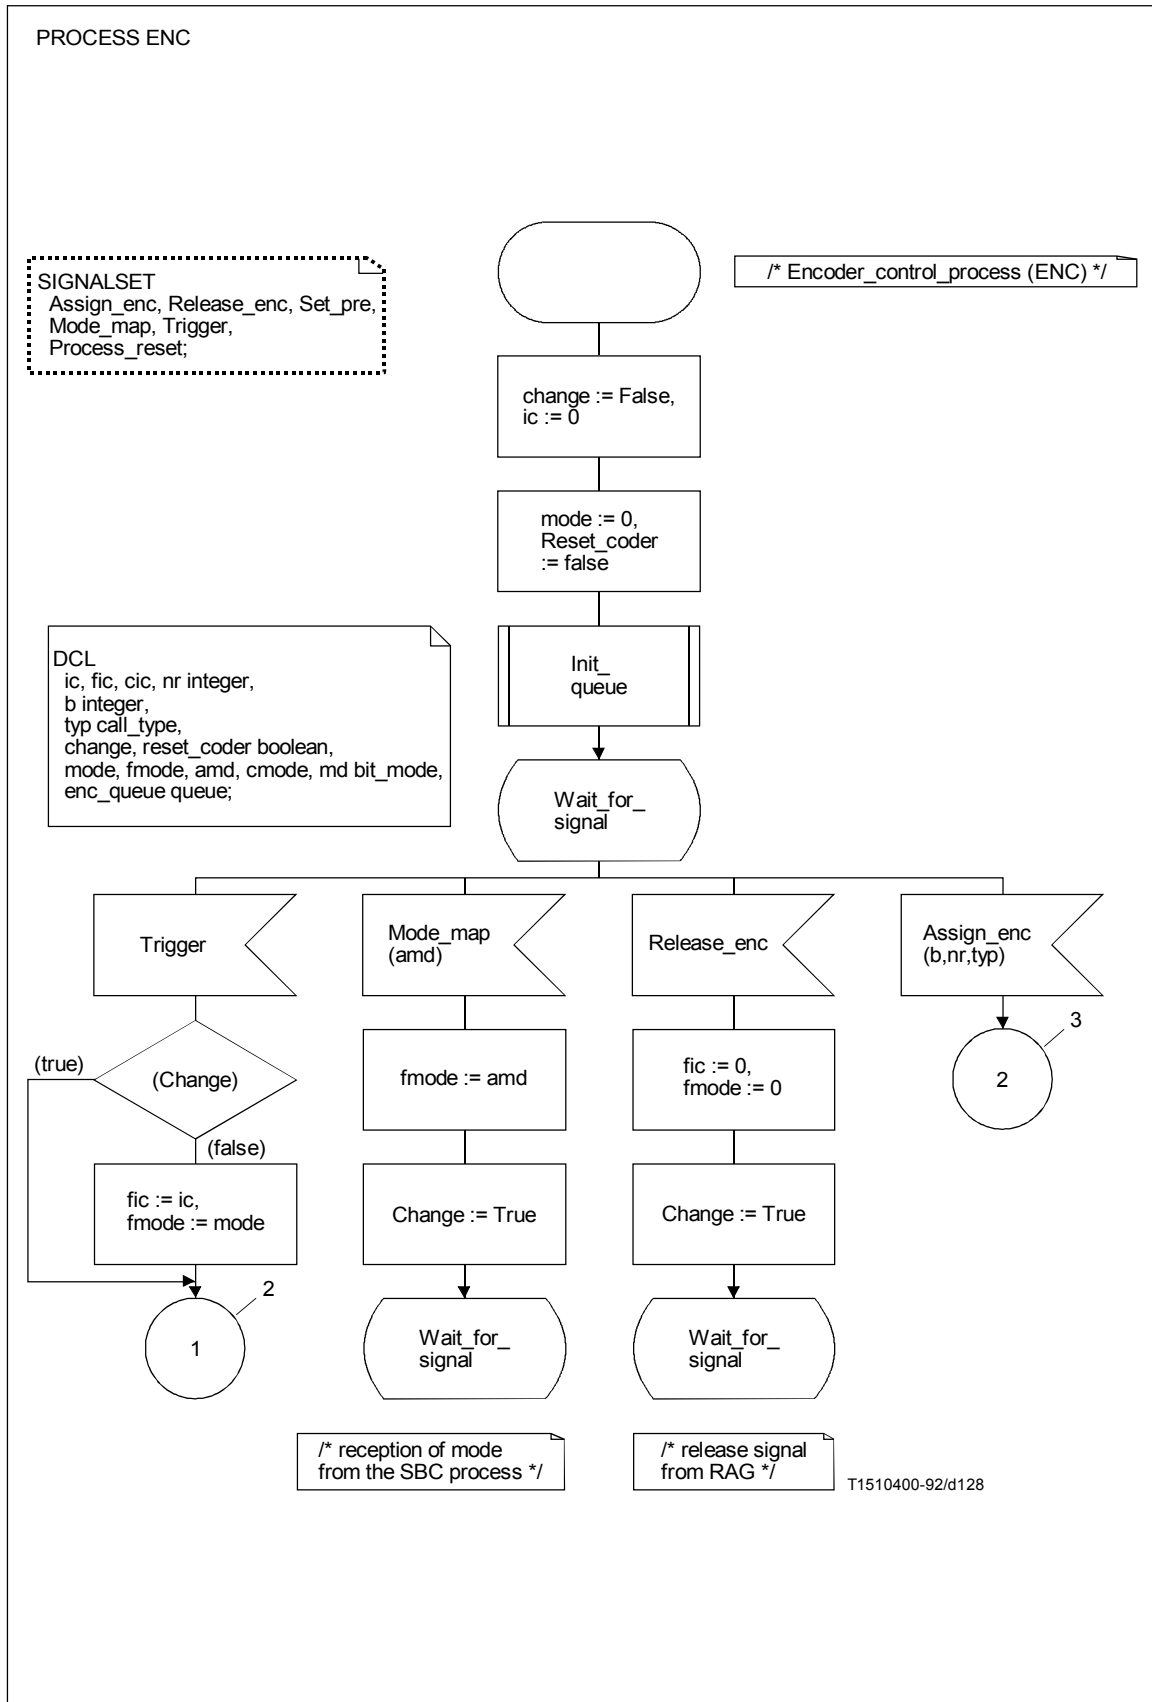 PROCESS ENC
SIGNALSET
Assign_enc, Release_enc, Set_pre,
Mode_map, Trigger,
Process_reset;
/* Encoder_control_process (ENC) */
change := False,
ic := 0
mode := 0,
Reset_coder
:= false
DCL
ic, fic, cic, nr integer,
b integer,
typ call_type,
change, reset_coder boolean,
mode, fmode, amd, cmode, md bit_mode,
enc_queue queue;
Init_
queue
Wait_for_
signal
Trigger
Mode_map
(amd)
Release_enc
Assign_enc
(b,nr,typ)
(true)
(Change)
(false)
fmode := amd
fic := 0,
fmode := 0
3
2
fic := ic,
fmode := mode
Change := True
Change := True
2
1
Wait_for_
signal
Wait_for_
signal
/* reception of mode
from the SBC process */
/* release signal
from RAG */
T1510400-92/d128